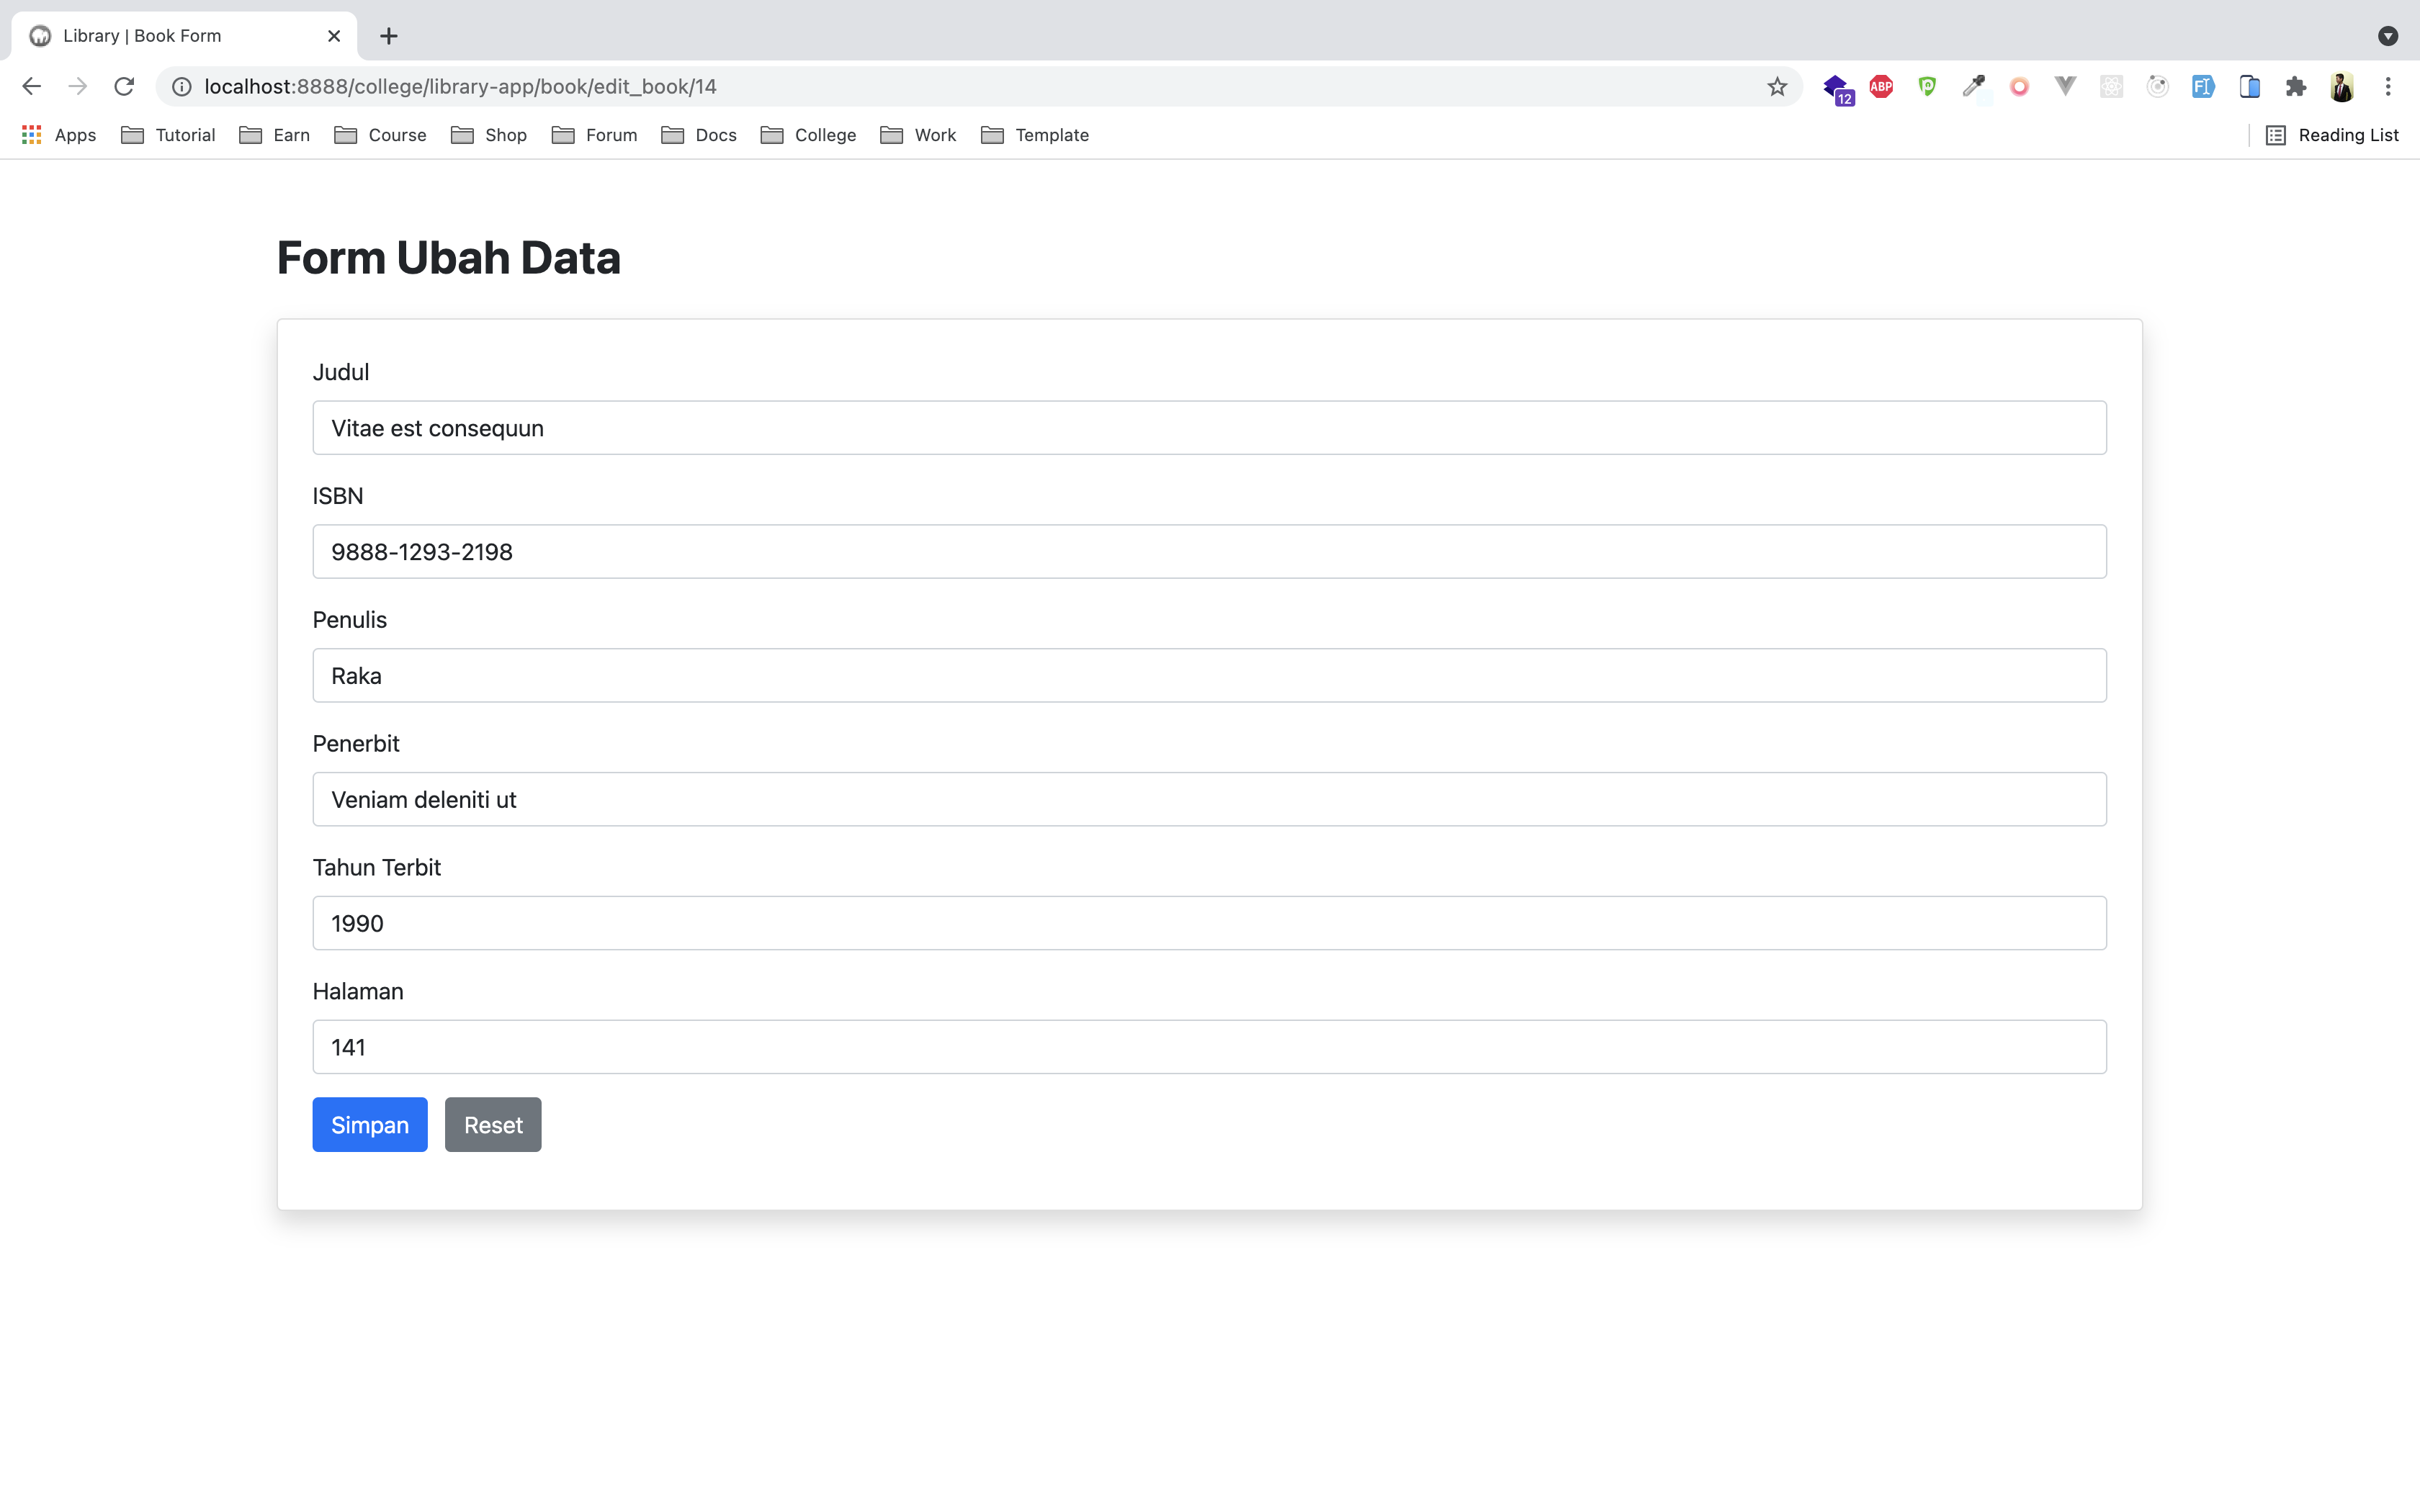 Library | Book Form
localhost:8888/college/library-app/book/edit_book/14
ABP
12
Apps Tutorial Earn Course Shop Forum Docs College Work Template Reading List
Form Ubah Data
Judul
Vitae est consequun
ISBN
9888-1293-2198
Penulis
Raka
Penerbit
Veniam deleniti ut
Tahun Terbit
1990
Halaman
141
Simpan Reset